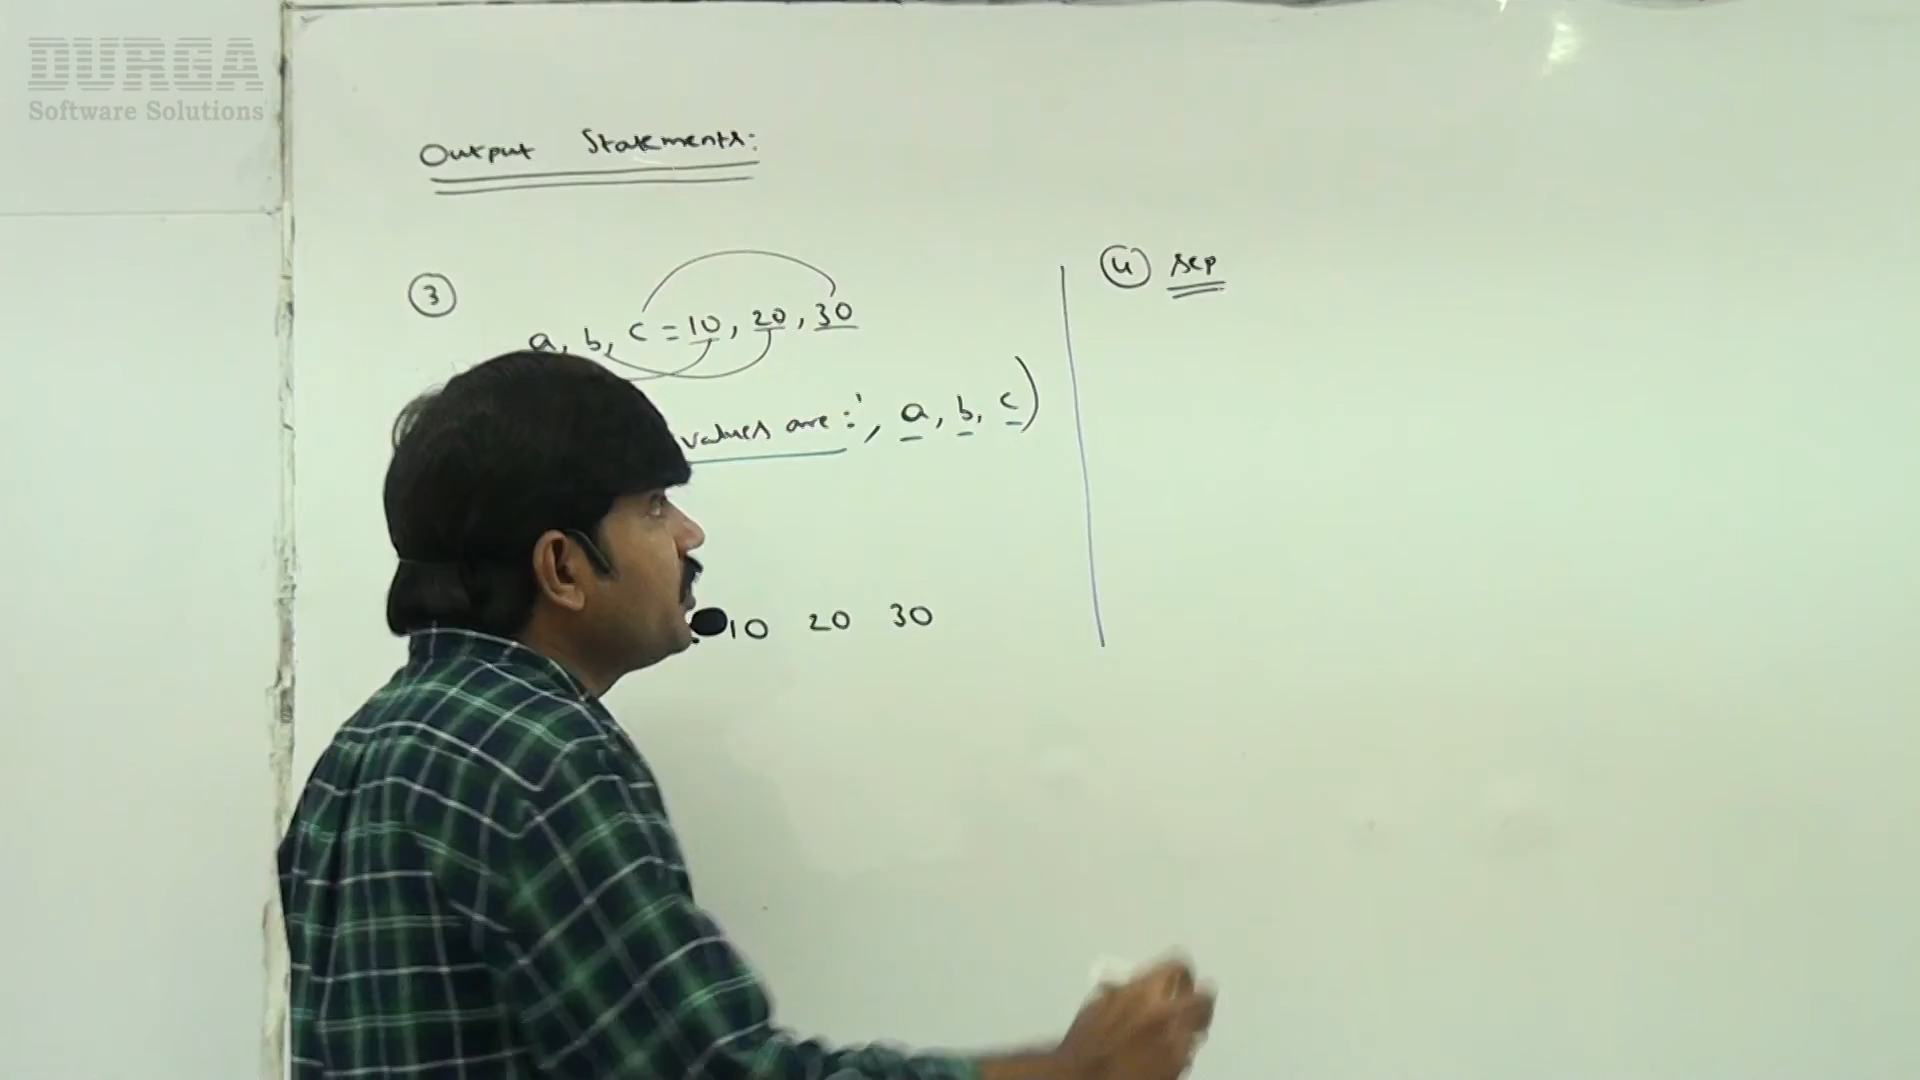 DURGA
Software Solutions
Output Statements:
③
a, b, c = 10, 20, 30
values are:', a, b, c)
10 20 30
④ sep